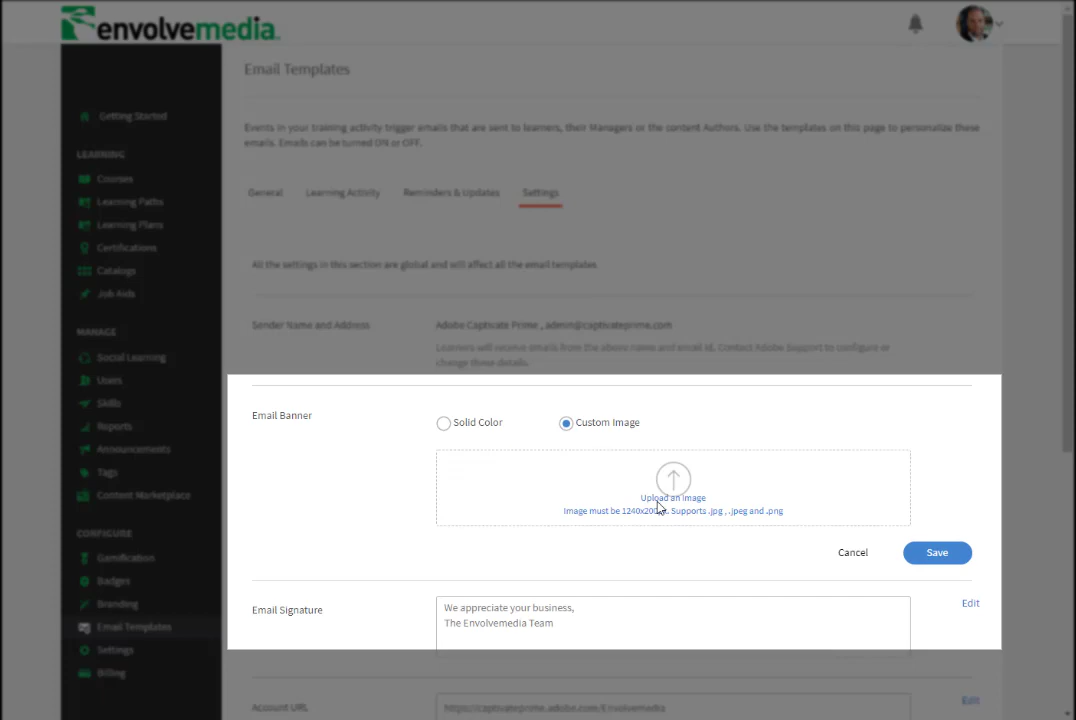 envolvemedia
Email Templates
Getting Started
Events in your training activity trigger emails that are sent to learners, their Managers or the content Authors. Use the templates on this page to personalize these
emails. Emails can be turned ON or OFF.
LEARNING
Courses
Learning Paths
Learning Plans
Certifications
Catalogs
Job Aids
General Learning Activity Reminders & Updates Settings
All the settings in this section are global and will affect all the email templates
MANAGE
Social Learning
Users
Skills
Reports
Announcements
Tags
Content Marketplace
Sender Name and Address
Adobe Captivate Prime , admin@captivateprime.com
Learners will receive emails from the above name and email id. Contact Adobe Support to configure or
change these details.
Email Banner
Solid Color Custom Image
Upload an image
Image must be Supports .jpg , .jpeg and .png
Cancel Save
CONFIGURE
Gamification
Badges
Branding
Email Templates
Settings
Billing
Email Signature
We appreciate your business,
The Envolvemedia Team
Edit
Account URL
https://captivateprime.adobe.com/Envolvemedia
Edit